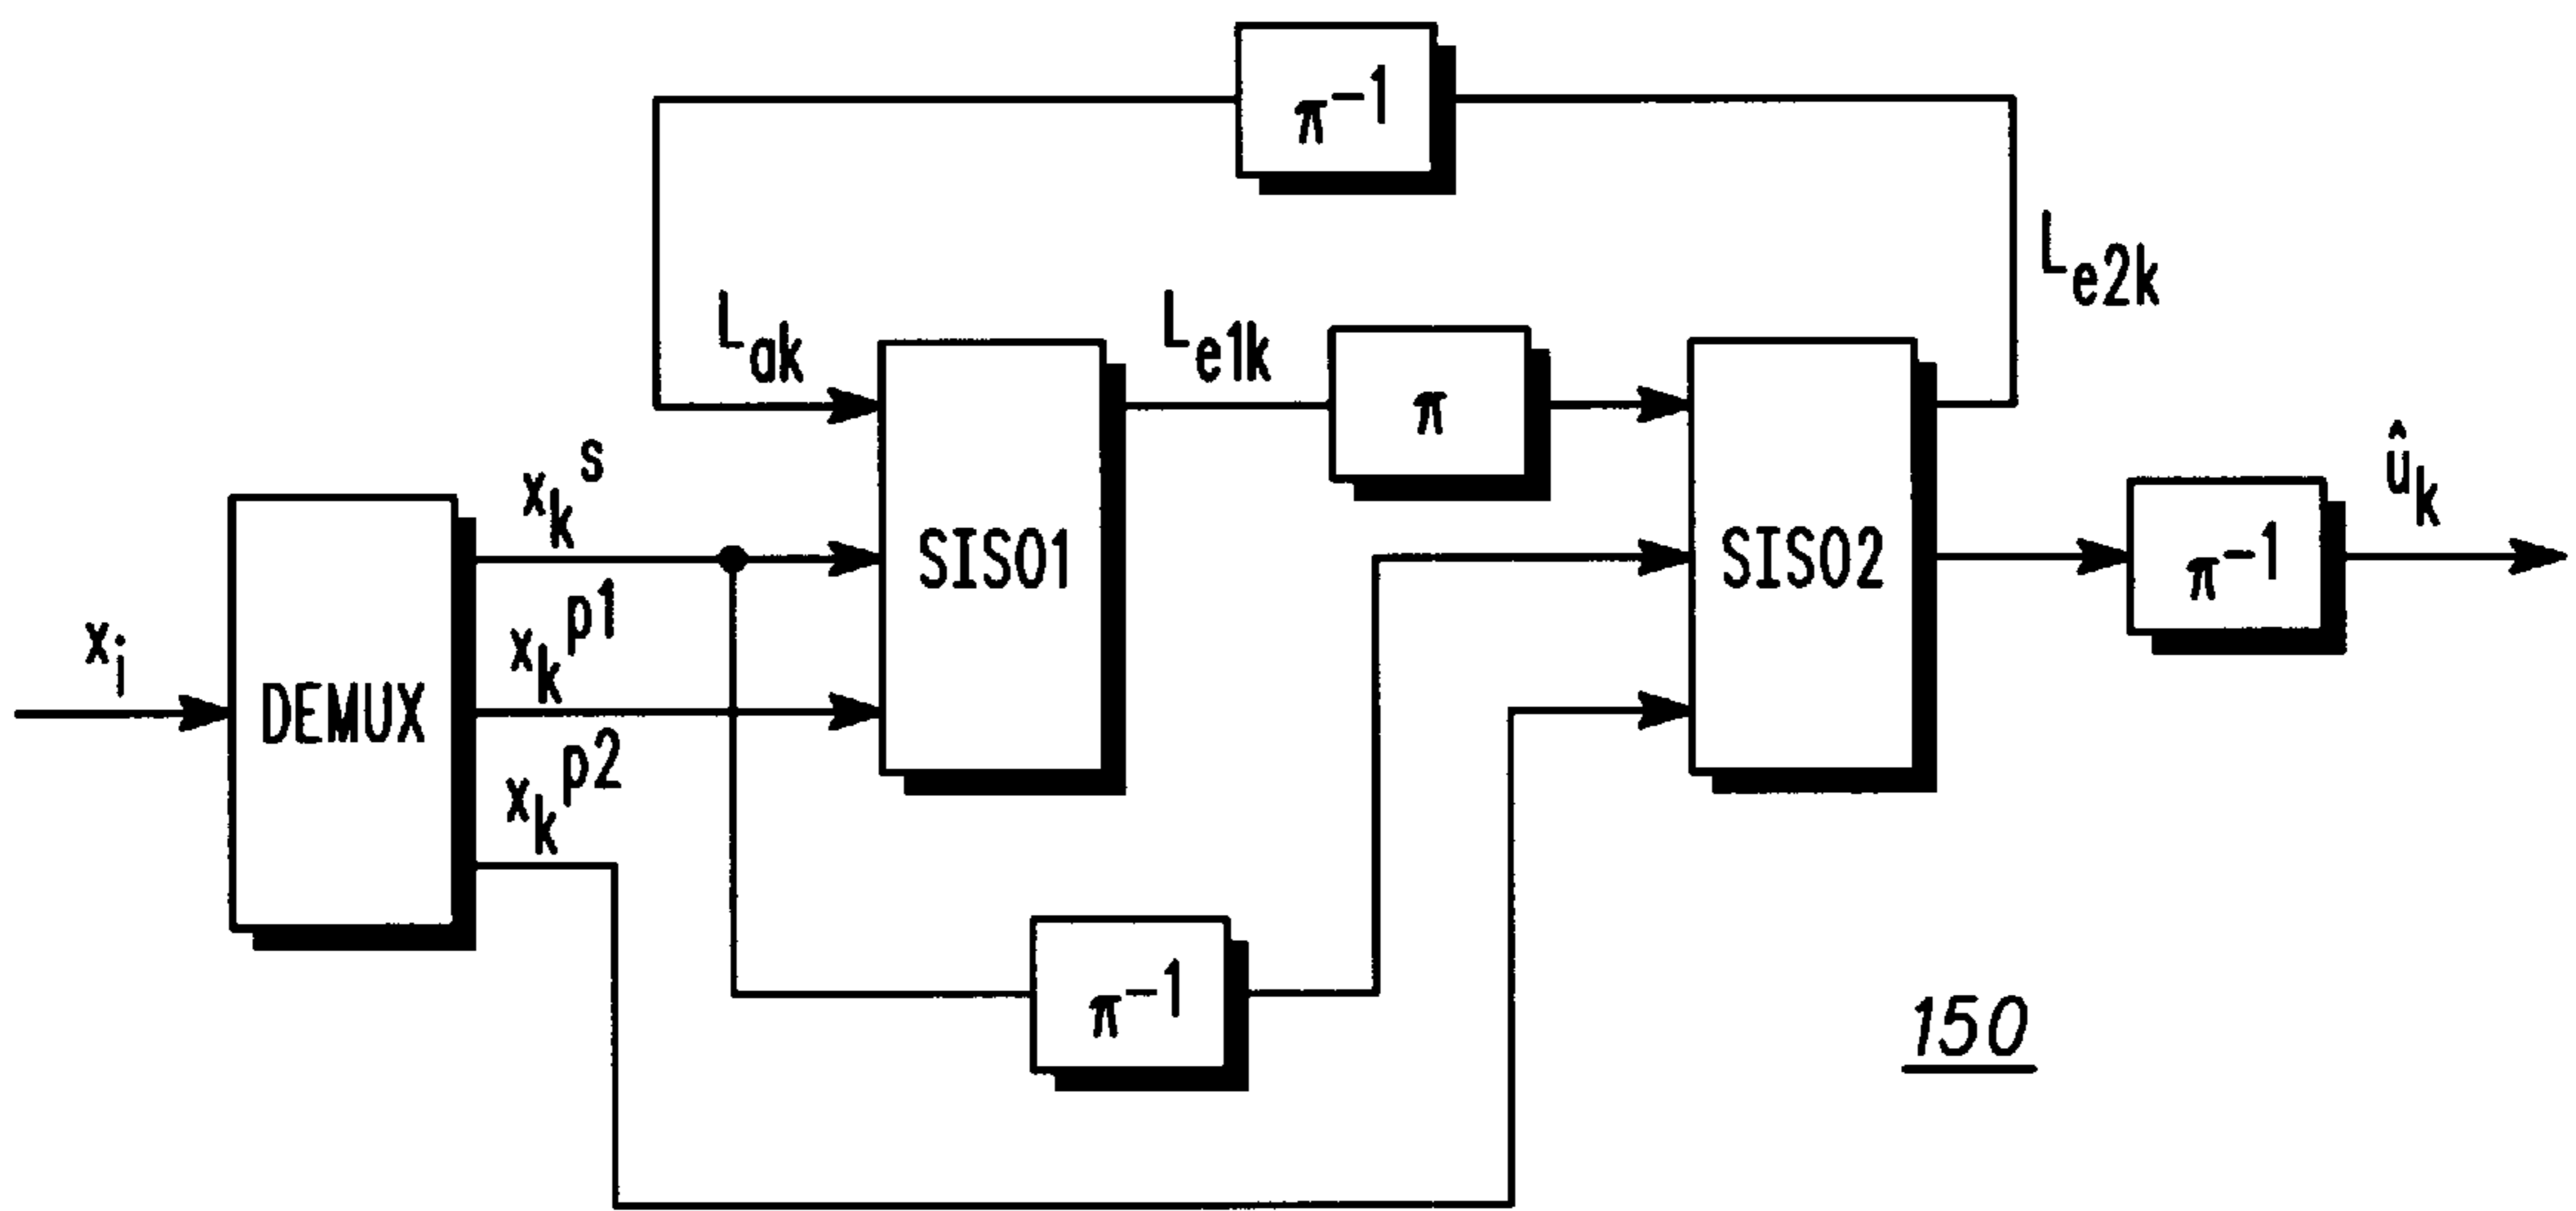 π⁻¹
L_e2k
L_ak
L_e1k
π
x_k^s
SISO1
SISO2
π⁻¹
û_k
x_k^p1
x_i
DEMUX
x_k^p2
π⁻¹
150